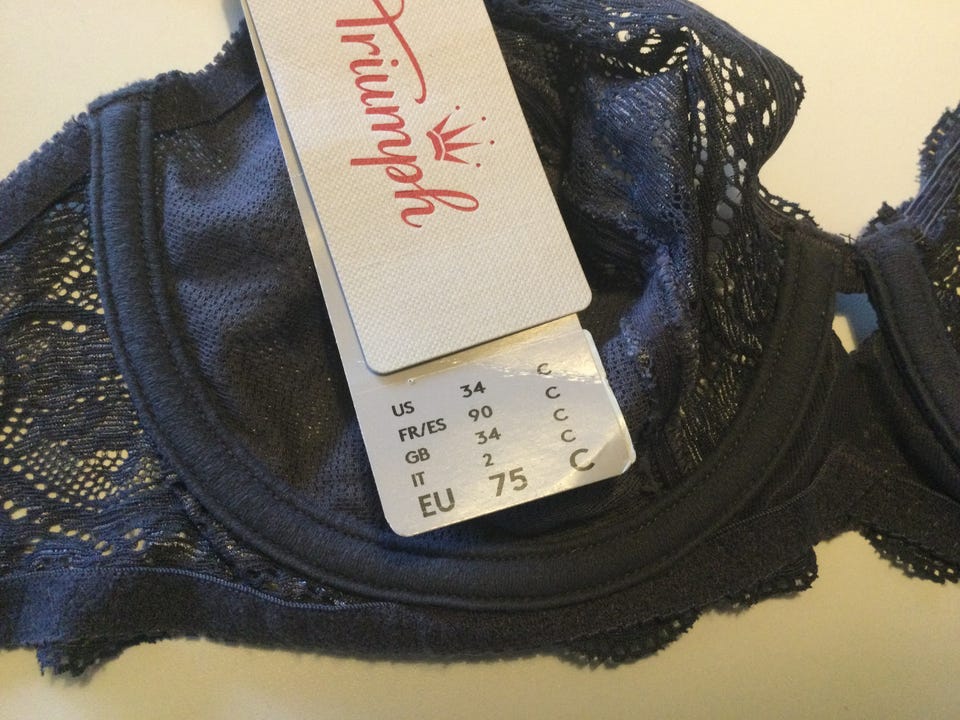 Triumph
US 34 C
FR/ES 90 C
GB 34 C
IT 2 C
EU 75 C